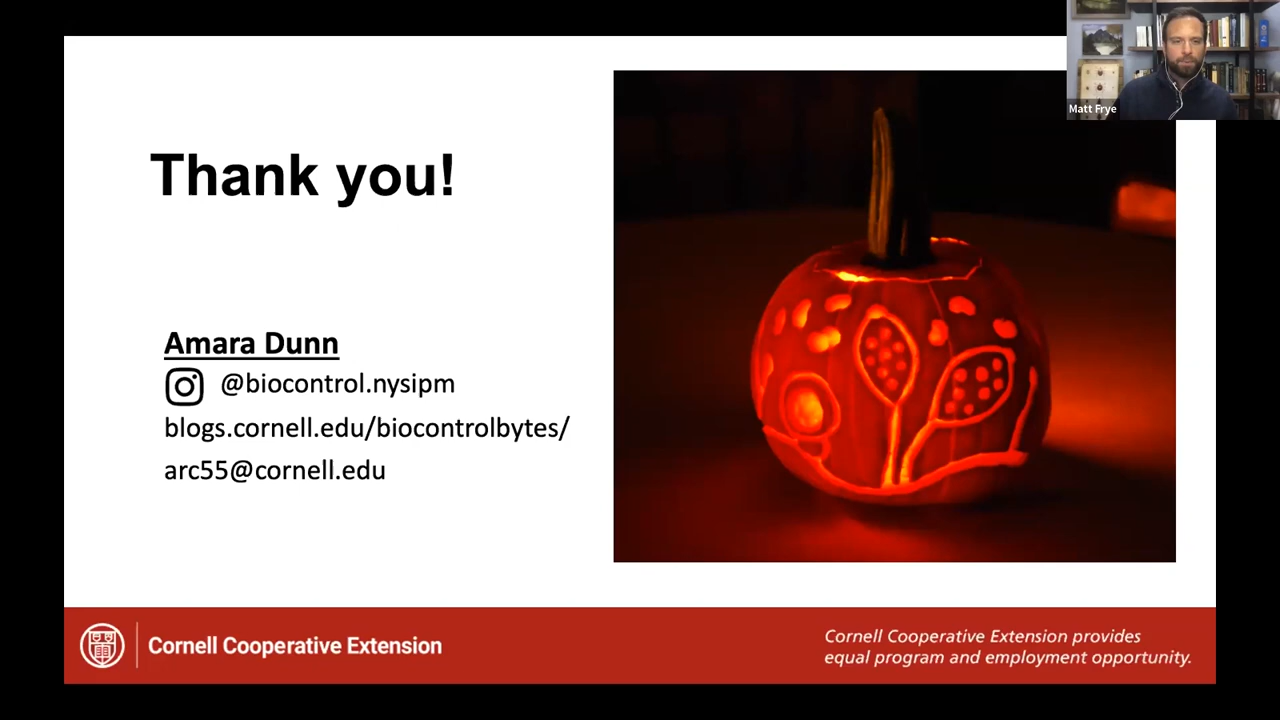 Matt Frye
Thank you!
Amara Dunn
@biocontrol.nysipm
blogs.cornell.edu/biocontrolbytes/
arc55@cornell.edu
Cornell Cooperative Extension
Cornell Cooperative Extension provides
equal program and employment opportunity.